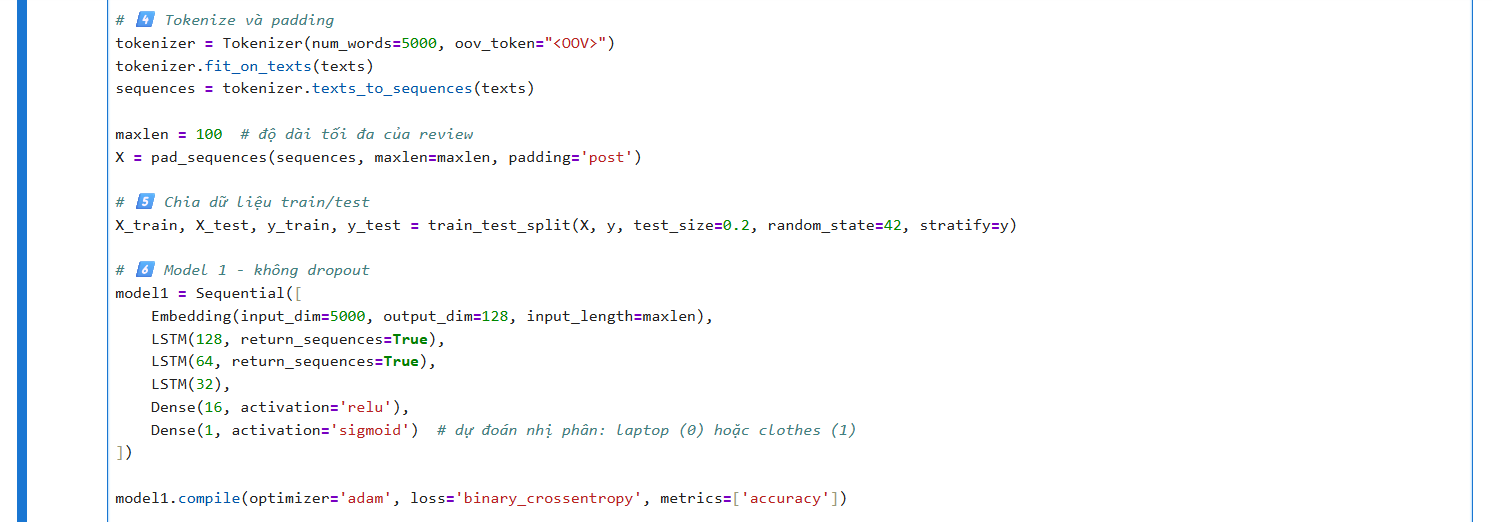 # 4️⃣ Tokenize và padding
tokenizer = Tokenizer(num_words=5000, oov_token="<OOV>")
tokenizer.fit_on_texts(texts)
sequences = tokenizer.texts_to_sequences(texts)
maxlen = 100  # độ dài tối đa của review
X = pad_sequences(sequences, maxlen=maxlen, padding='post')
# 5️⃣ Chia dữ liệu train/test
X_train, X_test, y_train, y_test = train_test_split(X, y, test_size=0.2, random_state=42, stratify=y)
# 6️⃣ Model 1 - không dropout
model1 = Sequential([
    Embedding(input_dim=5000, output_dim=128, input_length=maxlen),
    LSTM(128, return_sequences=True),
    LSTM(64, return_sequences=True),
    LSTM(32),
    Dense(16, activation='relu'),
    Dense(1, activation='sigmoid')  # dự đoán nhị phân: laptop (0) hoặc clothes (1)
])
model1.compile(optimizer='adam', loss='binary_crossentropy', metrics=['accuracy'])